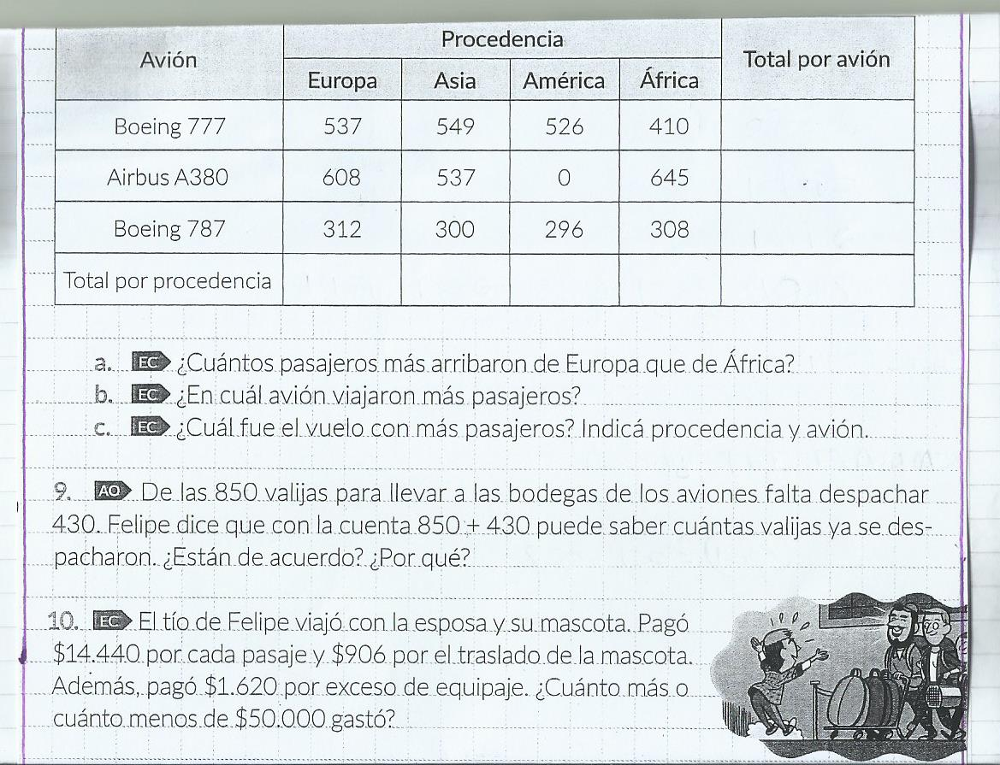 Avión Procedencia Total por avión
Europa Asia América África
Boeing 777 537 549 526 410
Airbus A380 608 537 0 645
Boeing 787 312 300 296 308
Total por procedencia
a. EC ¿Cuántos pasajeros más arribaron de Europa que de África?
b. EC ¿En cuál avión viajaron más pasajeros?
c. EC ¿Cuál fue el vuelo con más pasajeros? Indicá procedencia y avión.
9. AO De las 850 valijas para llevar a las bodegas de los aviones falta despachar
430. Felipe dice que con la cuenta 850 + 430 puede saber cuántas valijas ya se des-
pacharon. ¿Están de acuerdo? ¿Por qué?
10. EC El tío de Felipe viajó con la esposa y su mascota. Pagó
$14.440 por cada pasaje y $906 por el traslado de la mascota.
Además, pagó $1.620 por exceso de equipaje. ¿Cuánto más o
cuánto menos de $50.000 gastó?